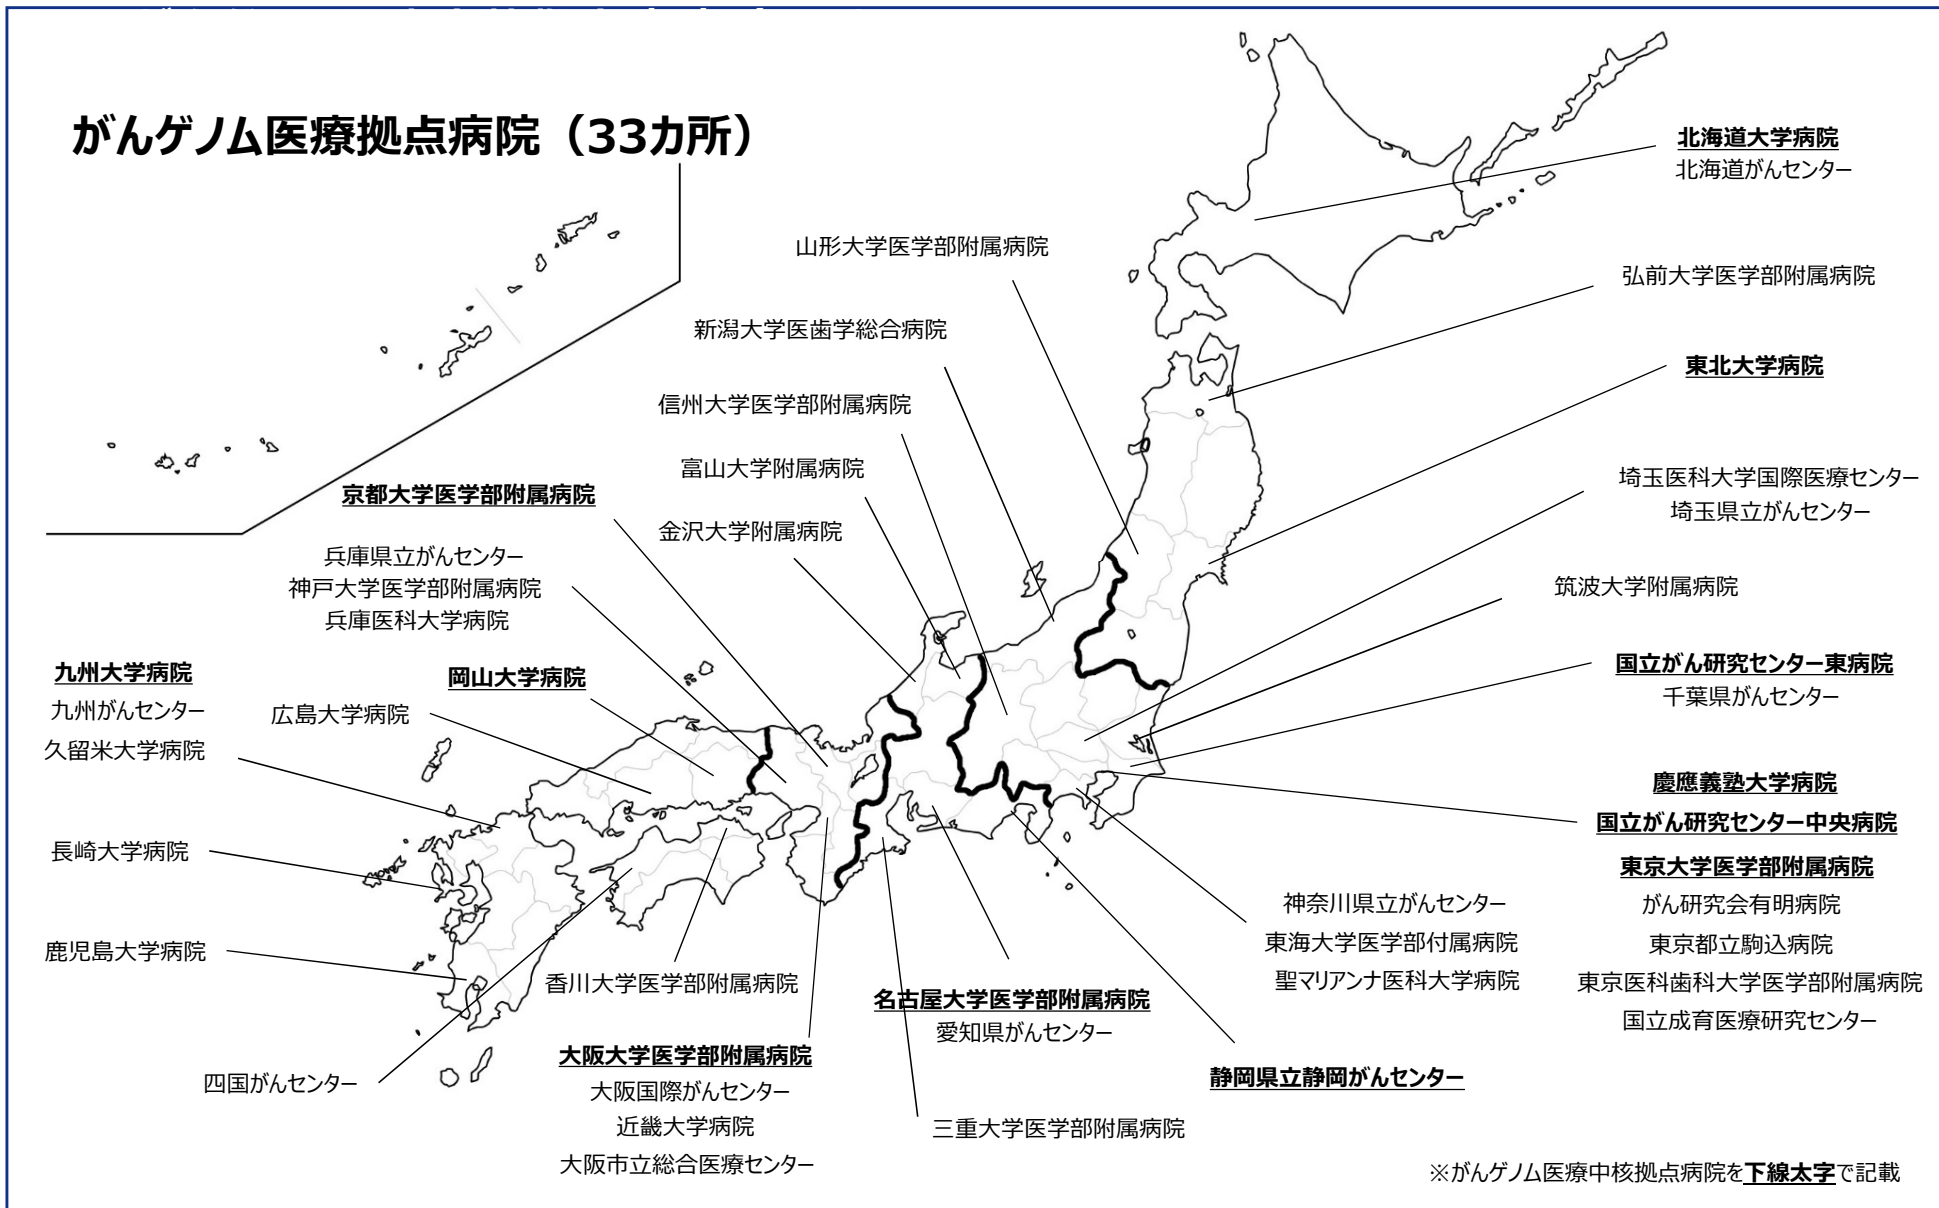 がんゲノム医療拠点病院（33カ所）
北海道大学病院
北海道がんセンター
山形大学医学部附属病院
弘前大学医学部附属病院
新潟大学医歯学総合病院
東北大学病院
信州大学医学部附属病院
富山大学附属病院
埼玉医科大学国際医療センター
埼玉県立がんセンター
京都大学医学部附属病院
金沢大学附属病院
兵庫県立がんセンター
神戸大学医学部附属病院
兵庫医科大学病院
筑波大学附属病院
九州大学病院
九州がんセンター
久留米大学病院
岡山大学病院
広島大学病院
国立がん研究センター東病院
千葉県がんセンター
慶應義塾大学病院
国立がん研究センター中央病院
東京大学医学部附属病院
がん研究会有明病院
東京都立駒込病院
東京医科歯科大学医学部附属病院
国立成育医療研究センター
長崎大学病院
鹿児島大学病院
神奈川県立がんセンター
東海大学医学部付属病院
聖マリアンナ医科大学病院
香川大学医学部附属病院
名古屋大学医学部附属病院
愛知県がんセンター
四国がんセンター
大阪大学医学部附属病院
大阪国際がんセンター
近畿大学病院
大阪市立総合医療センター
静岡県立静岡がんセンター
三重大学医学部附属病院
※がんゲノム医療中核拠点病院を下線太字で記載